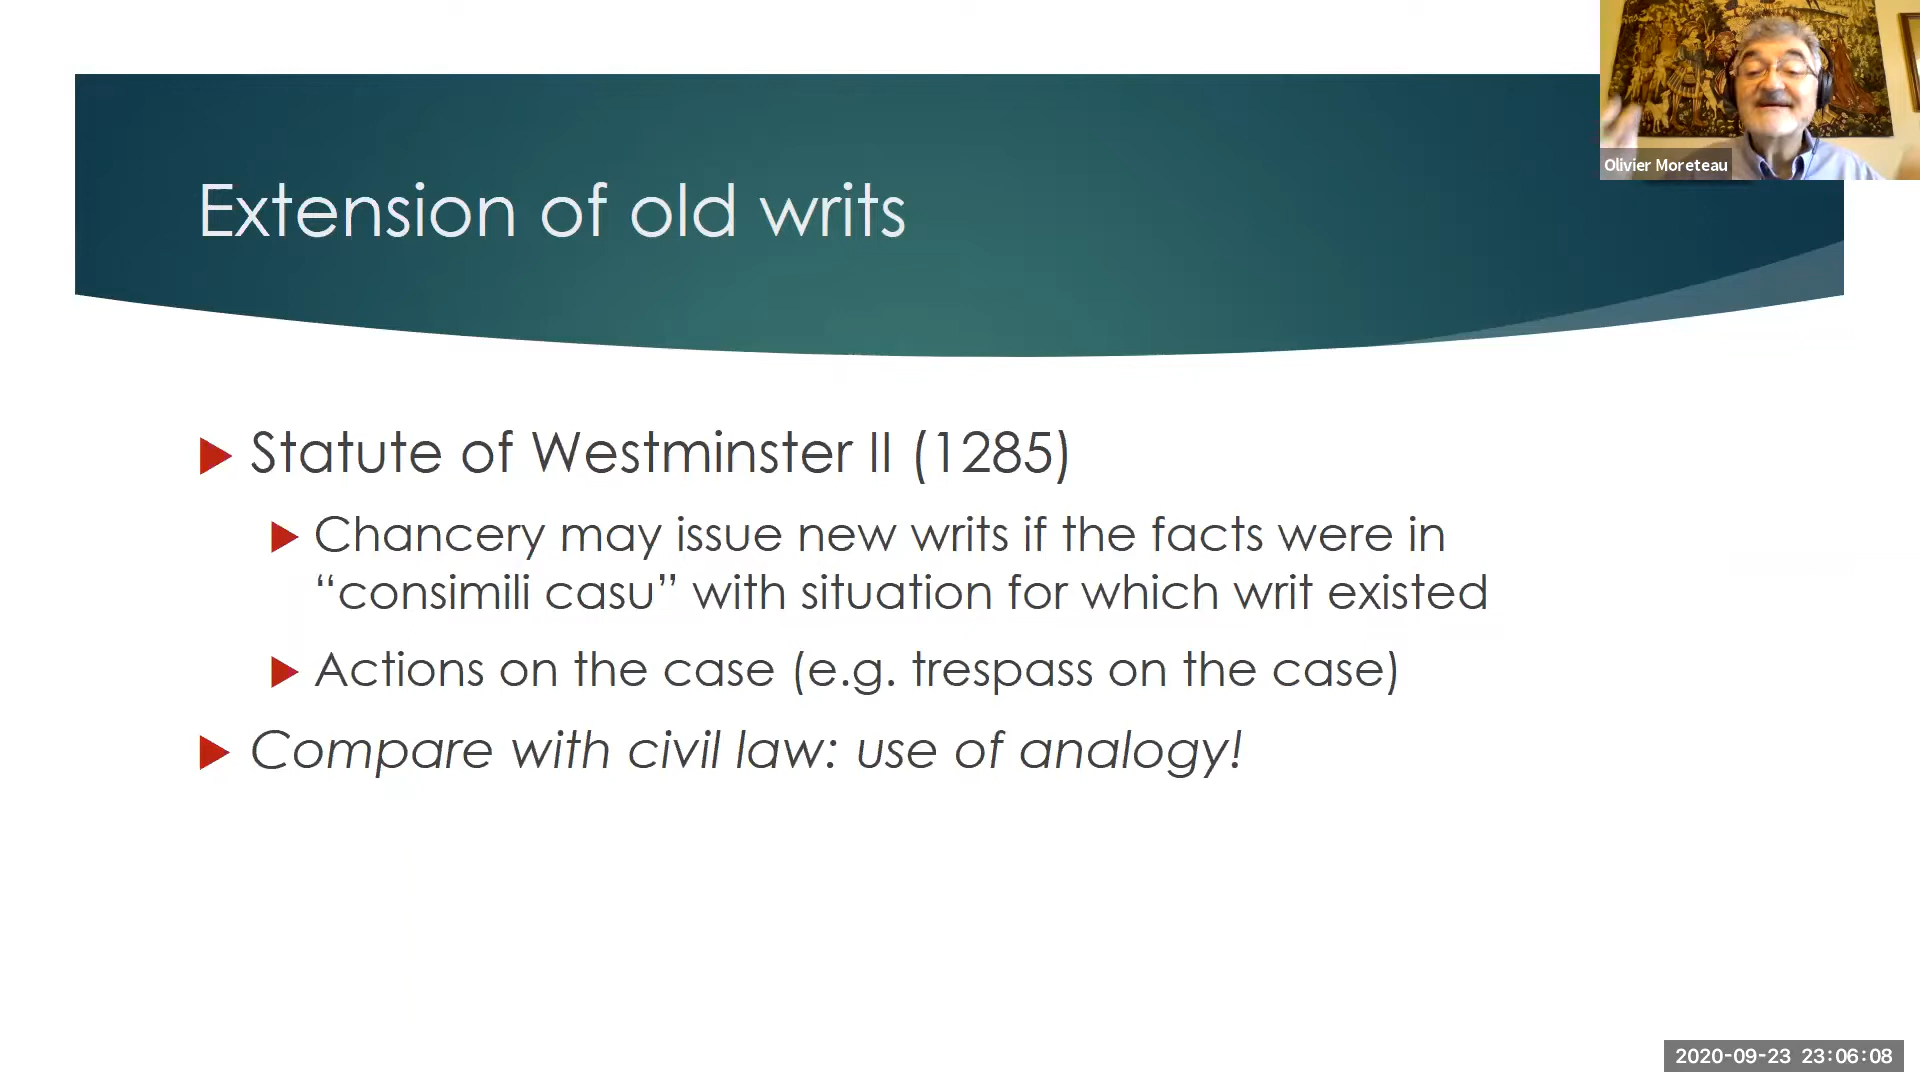 Olivier Moreteau
Extension of old writs
Statute of Westminster II (1285)
Chancery may issue new writs if the facts were in
“consimili casu” with situation for which writ existed
Actions on the case (e.g. trespass on the case)
Compare with civil law: use of analogy!
2020-09-23 23:06:08